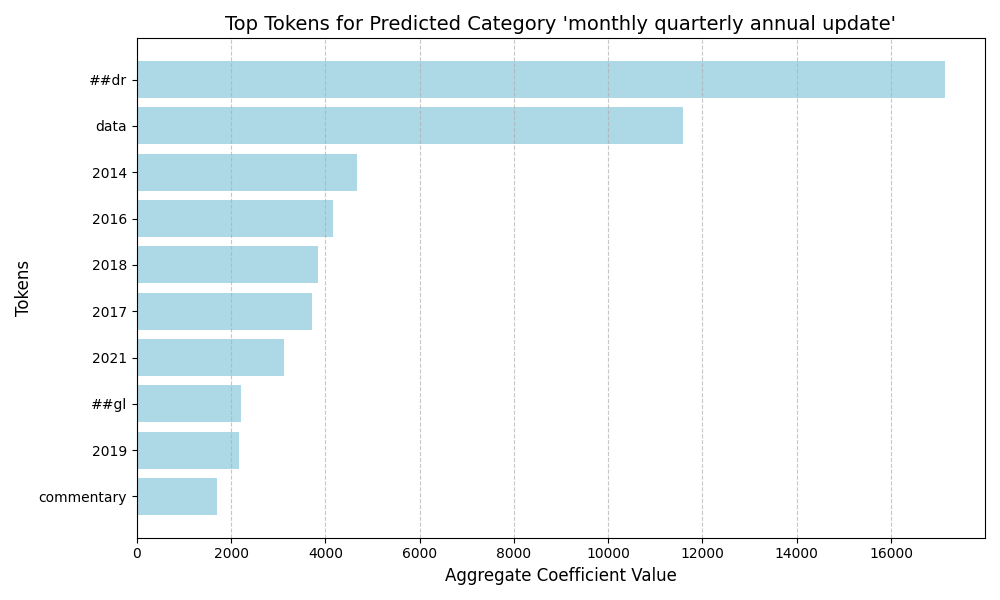 Top Tokens for Predicted Category 'monthly quarterly annual update'
##dr
data
2014
2016
2018
2017
2021
##gl
2019
commentary
Tokens
0 2000 4000 6000 8000 10000 12000 14000 16000
Aggregate Coefficient Value